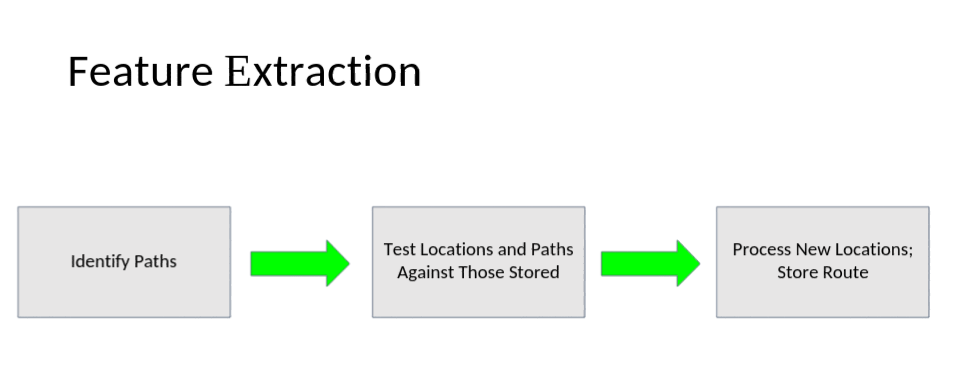 Feature Extraction
Identify Paths
Test Locations and Paths
Against Those Stored
Process New Locations;
Store Route